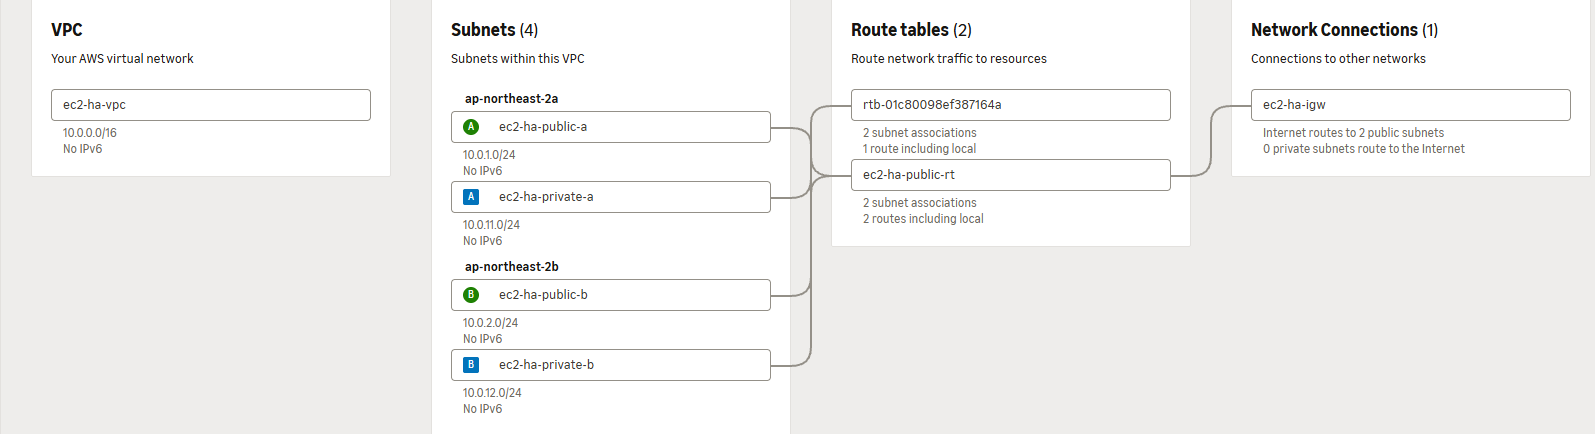 VPC
Your AWS virtual network
ec2-ha-vpc
10.0.0.0/16
No IPv6
Subnets (4)
Subnets within this VPC
ap-northeast-2a
A ec2-ha-public-a
10.0.1.0/24
No IPv6
A ec2-ha-private-a
10.0.11.0/24
No IPv6
ap-northeast-2b
B ec2-ha-public-b
10.0.2.0/24
No IPv6
B ec2-ha-private-b
10.0.12.0/24
No IPv6
Route tables (2)
Route network traffic to resources
rtb-01c80098ef387164a
2 subnet associations
1 route including local
ec2-ha-public-rt
2 subnet associations
2 routes including local
Network Connections (1)
Connections to other networks
ec2-ha-igw
Internet routes to 2 public subnets
0 private subnets route to the Internet